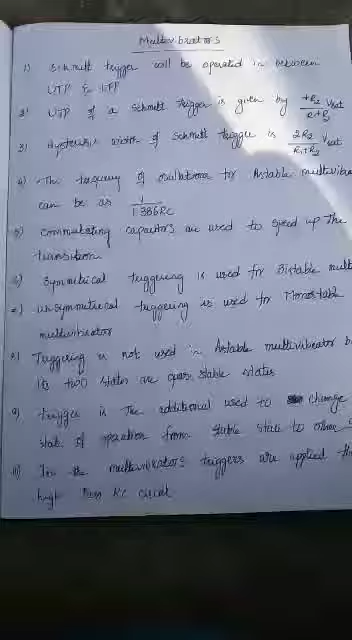 Multivibrators
1) Schmitt trigger will be operated in between
UTP & LTP
2) UTP of a Schmitt trigger is given by +R2/R1+R2 Vsat
3) Hysterisis width of Schmitt trigger is 2R2/R1+R2 Vsat
4) The frequency of oscillations for Astable multivibra
can be as 1/1.386RC
5) commutating capacitors are used to speed up the
transition
6) Symmetrical triggering is used for Bistable mult
7) unsymmetrical triggering is used for Monostable
multivibrator
8) Triggering is not used in Astable multivibrator b
its two states are quasi stable states
9) trigger is the additional used to change
state of operation from stable state to other
10) In the multivibrators triggers are applied th
high pass RC circuit